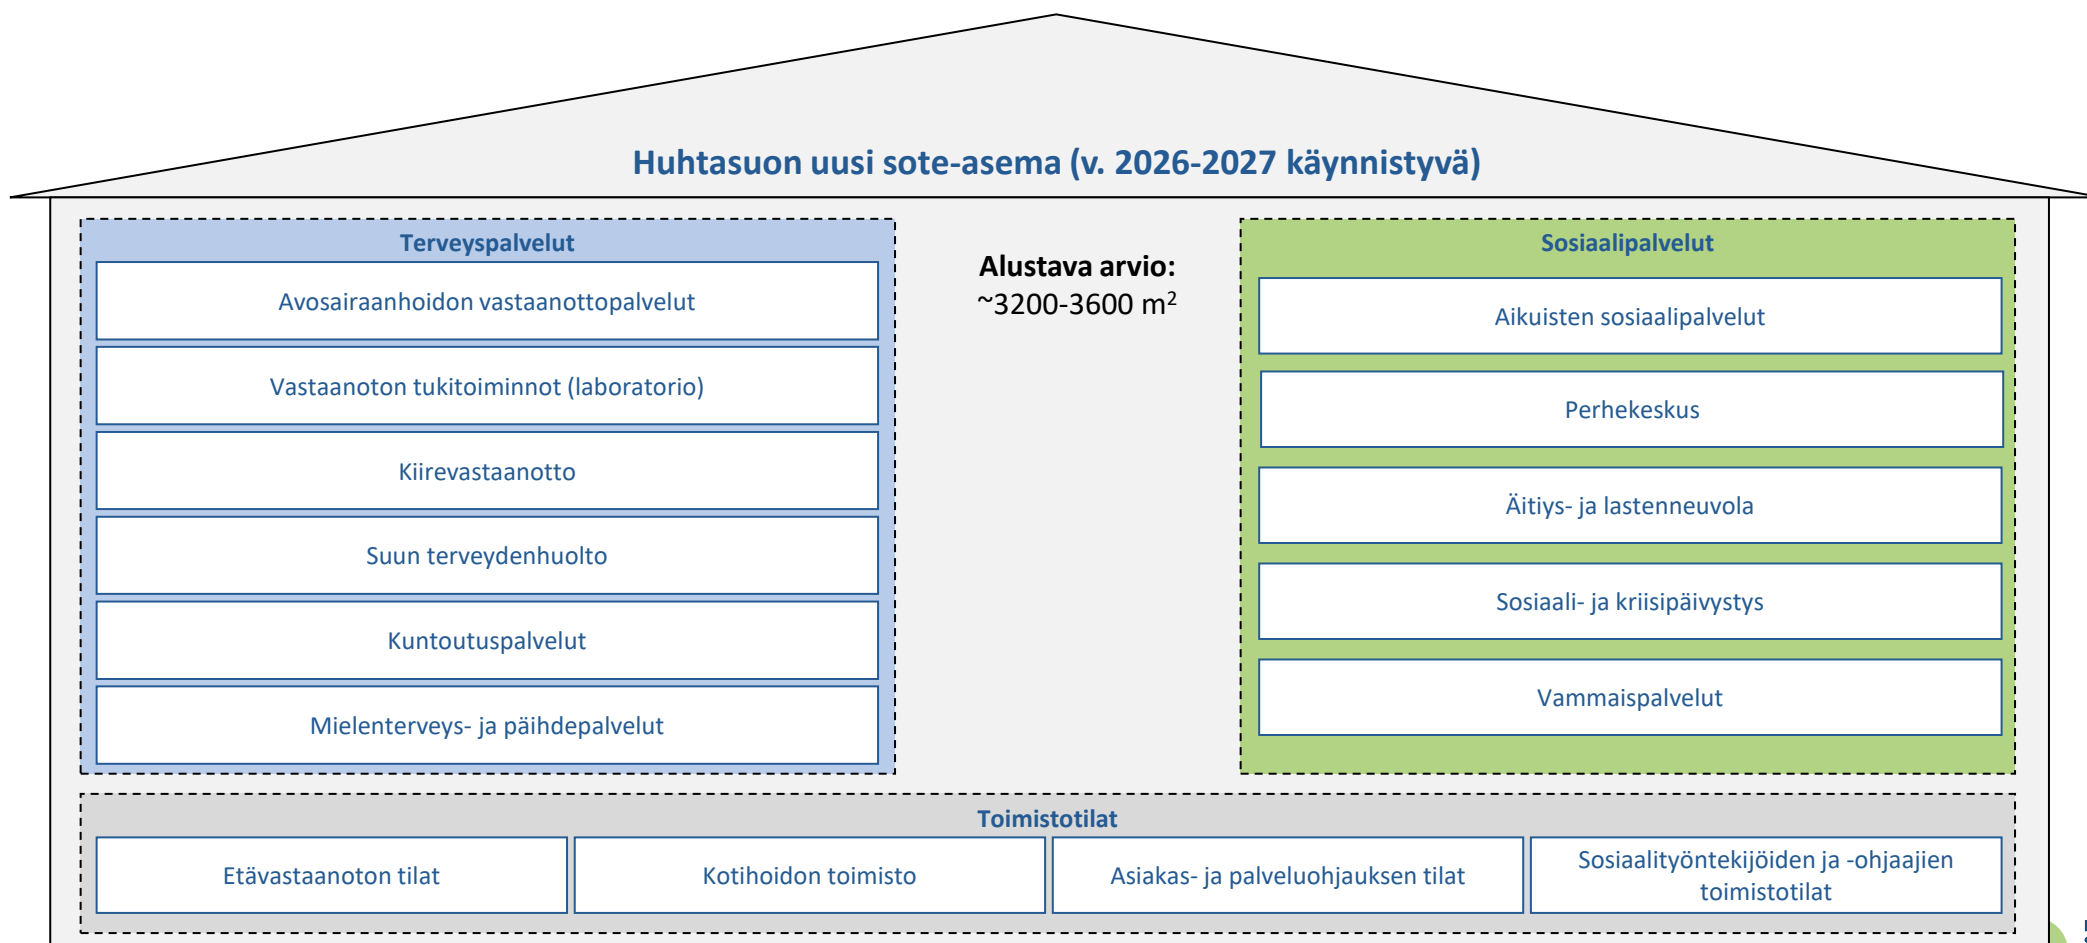 Huhtasuon uusi sote-asema (v. 2026-2027 käynnistyvä)
Terveyspalvelut
Avosairaanhoidon vastaanottopalvelut
Vastaanoton tukitoiminnot (laboratorio)
Kiirevastaanotto
Suun terveydenhuolto
Kuntoutuspalvelut
Mielenterveys- ja päihdepalvelut
Alustava arvio:
~3200-3600 m²
Sosiaalipalvelut
Aikuisten sosiaalipalvelut
Perhekeskus
Äitiys- ja lastenneuvola
Sosiaali- ja kriisipäivystys
Vammaispalvelut
Toimistotilat
Etävastaanoton tilat
Kotihoidon toimisto
Asiakas- ja palveluohjauksen tilat
Sosiaalityöntekijöiden ja -ohjaajien
toimistotilat